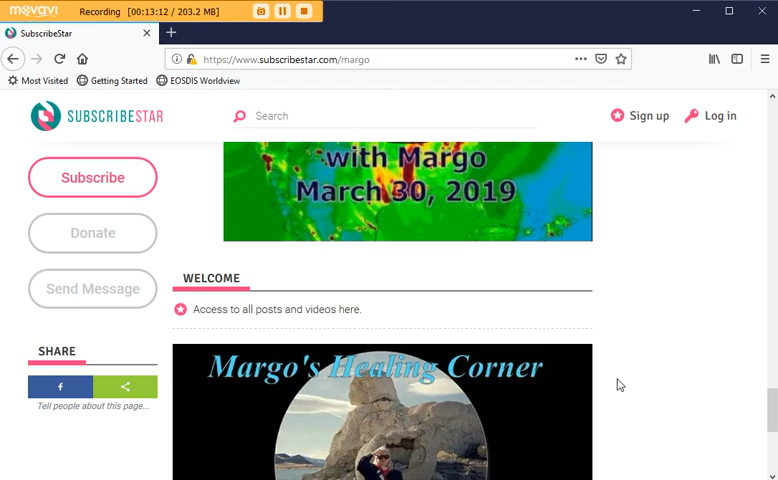 movavi Recording [00:13:12 / 203.2 MB]
SubscribeStar
https://www.subscribestar.com/margo
Most Visited Getting Started EOSDIS Worldview
SUBSCRIBESTAR Search Sign up Log in
Subscribe
Donate
Send Message
SHARE
Tell people about this page...
with Margo
March 30, 2019
WELCOME
Access to all posts and videos here.
Margo's Healing Corner